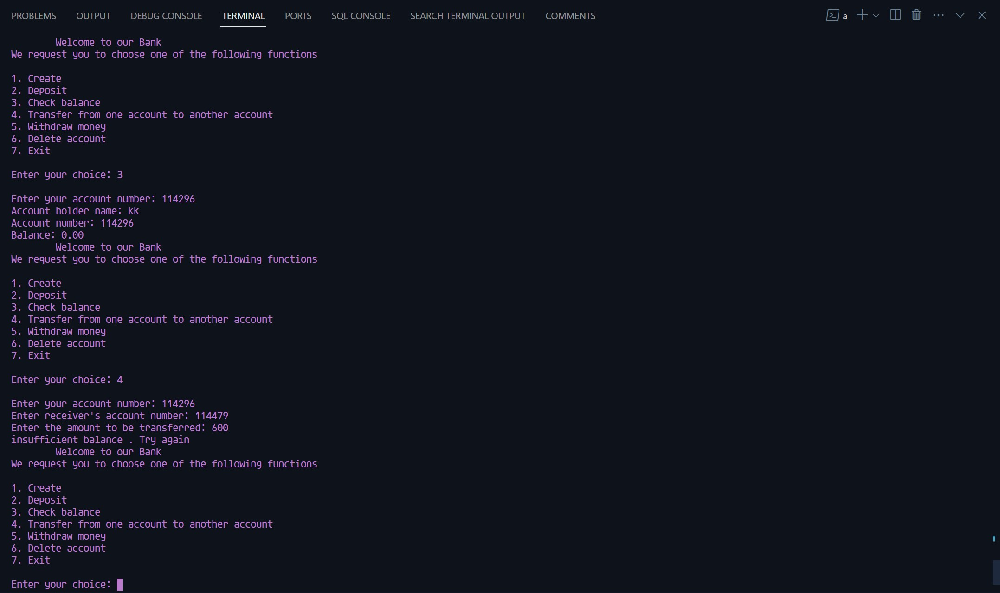 PROBLEMS OUTPUT DEBUG CONSOLE TERMINAL PORTS SQL CONSOLE SEARCH TERMINAL OUTPUT COMMENTS a
Welcome to our Bank
We request you to choose one of the following functions
1. Create
2. Deposit
3. Check balance
4. Transfer from one account to another account
5. Withdraw money
6. Delete account
7. Exit
Enter your choice: 3
Enter your account number: 114296
Account holder name: kk
Account number: 114296
Balance: 0.00
Welcome to our Bank
We request you to choose one of the following functions
1. Create
2. Deposit
3. Check balance
4. Transfer from one account to another account
5. Withdraw money
6. Delete account
7. Exit
Enter your choice: 4
Enter your account number: 114296
Enter receiver's account number: 114479
Enter the amount to be transferred: 600
insufficient balance . Try again
Welcome to our Bank
We request you to choose one of the following functions
1. Create
2. Deposit
3. Check balance
4. Transfer from one account to another account
5. Withdraw money
6. Delete account
7. Exit
Enter your choice: